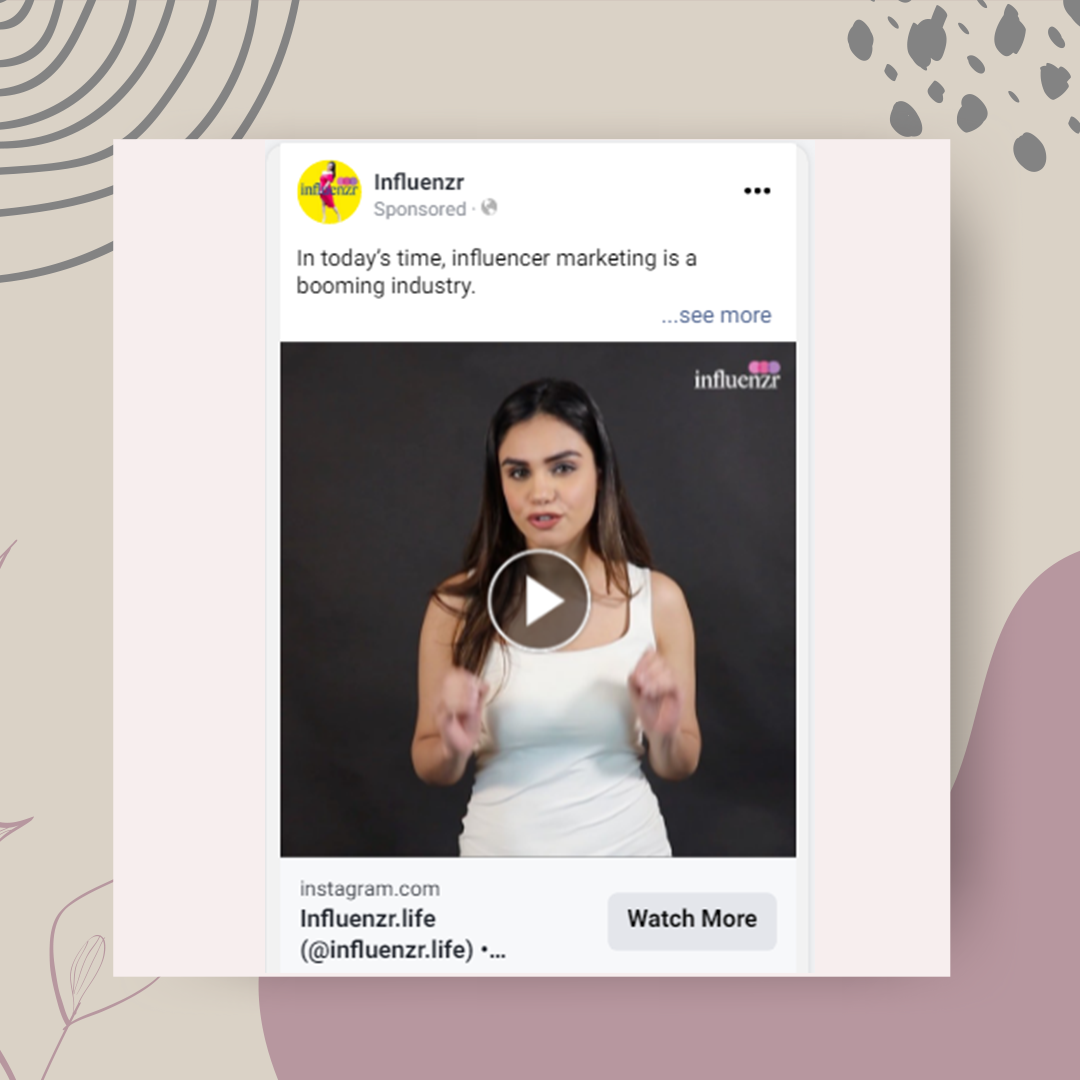 influenzr
Influenzr
Sponsored ·
In today's time, influencer marketing is a
booming industry.
...see more
influenzr
instagram.com
Influenzr.life
(@influenzr.life) •...
Watch More